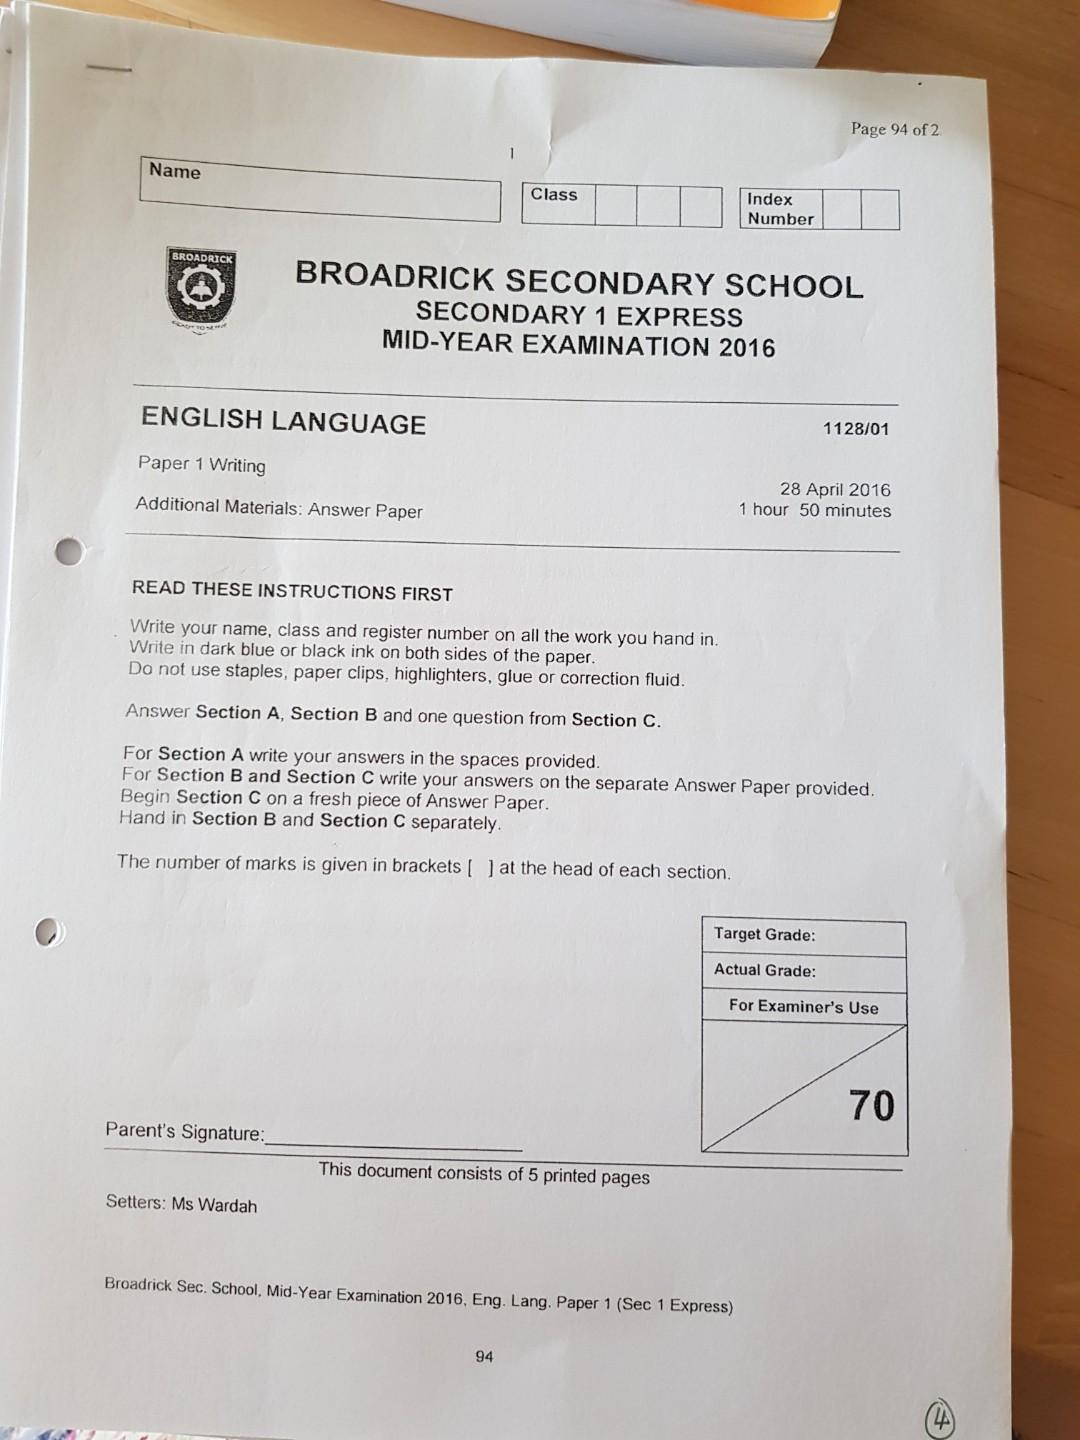 Page 94 of 2
1
Name
Class
Index
Number
BROADRICK
READY TO SERVE
BROADRICK SECONDARY SCHOOL
SECONDARY 1 EXPRESS
MID-YEAR EXAMINATION 2016
ENGLISH LANGUAGE
1128/01
Paper 1 Writing
28 April 2016
Additional Materials: Answer Paper
1 hour 50 minutes
READ THESE INSTRUCTIONS FIRST
Write your name, class and register number on all the work you hand in.
Write in dark blue or black ink on both sides of the paper.
Do not use staples, paper clips, highlighters, glue or correction fluid.
Answer Section A, Section B and one question from Section C.
For Section A write your answers in the spaces provided.
For Section B and Section C write your answers on the separate Answer Paper provided.
Begin Section C on a fresh piece of Answer Paper.
Hand in Section B and Section C separately.
The number of marks is given in brackets [ ] at the head of each section.
Target Grade:
Actual Grade:
For Examiner's Use
70
Parent's Signature:
This document consists of 5 printed pages
Setters: Ms Wardah
Broadrick Sec. School, Mid-Year Examination 2016, Eng. Lang. Paper 1 (Sec 1 Express)
94
4